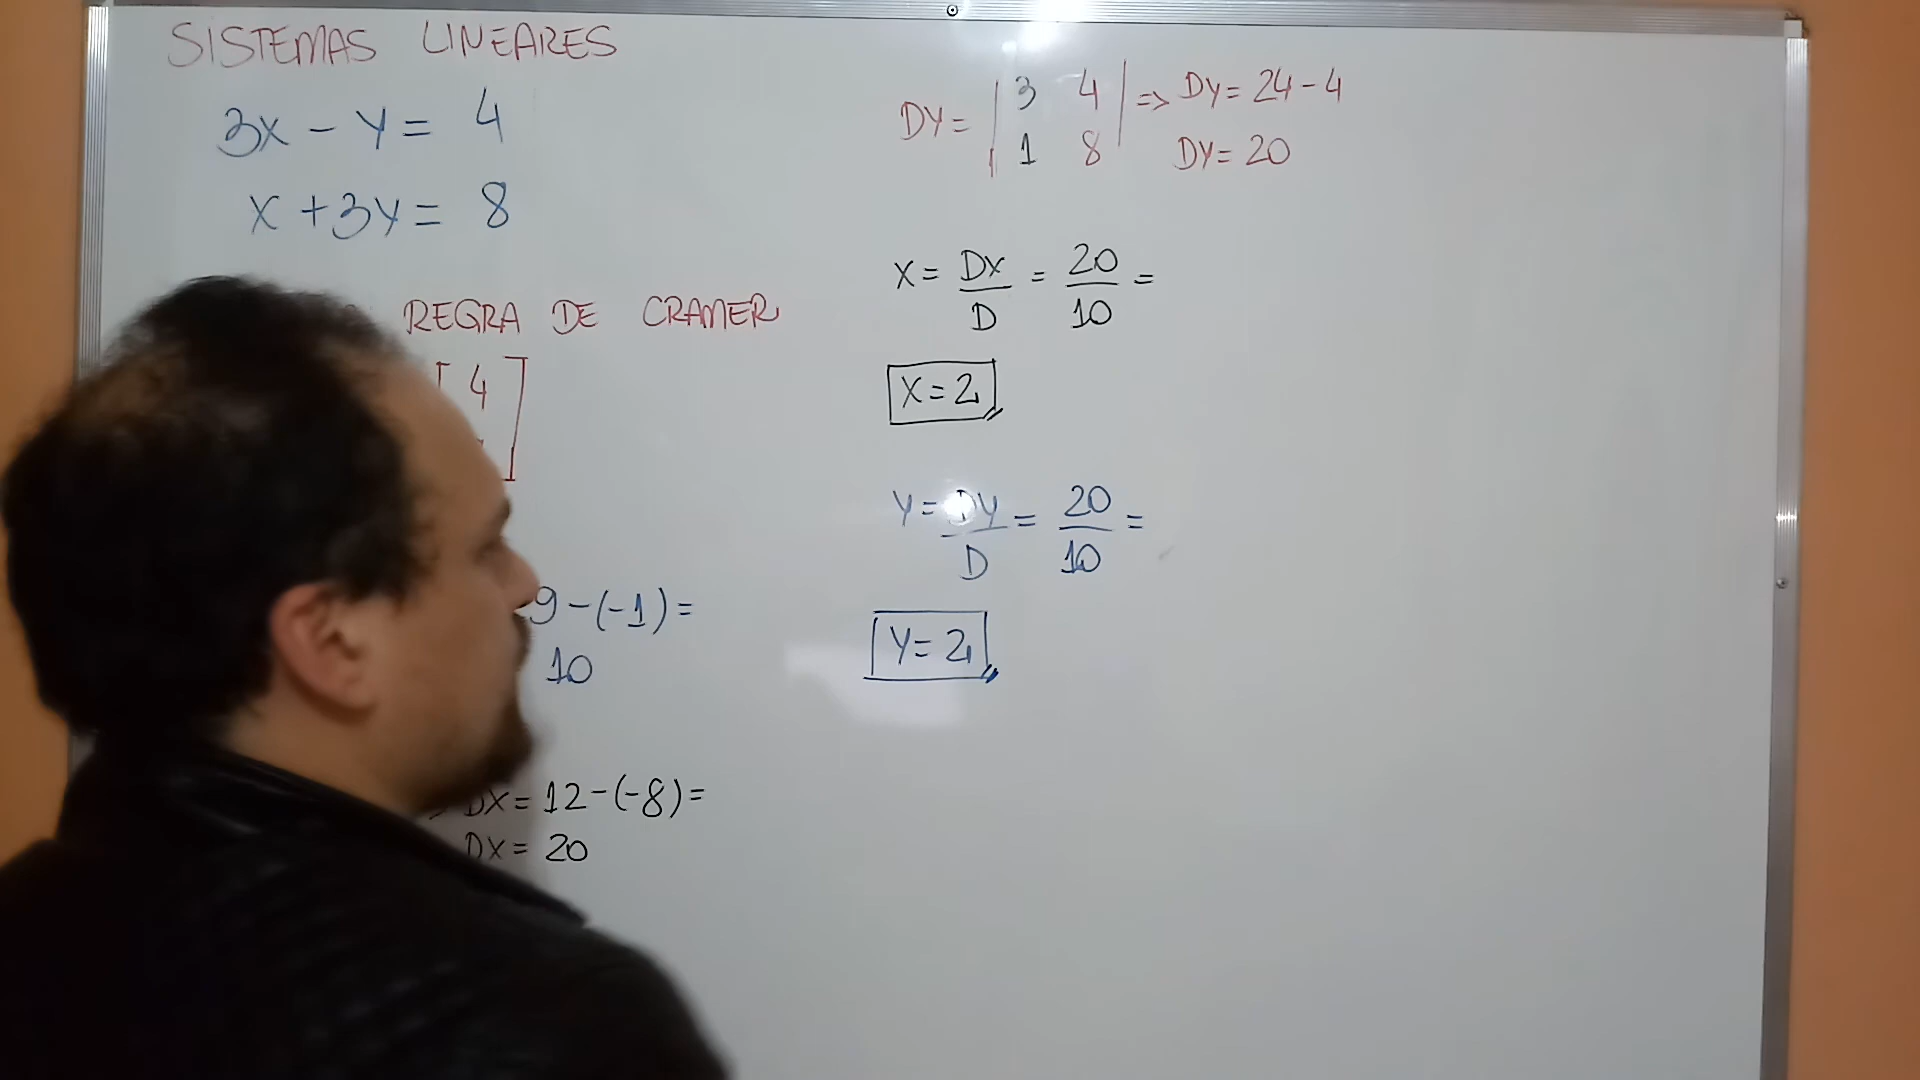 SISTEMAS LINEARES
3x - y = 4
x + 3y = 8
REGRA DE CRAMER
4
9 - (-1) =
10
DX = 12 - (-8) =
DX = 20
DY = | 3 4 | => DY = 24 - 4
| 1 8 | DY = 20
X = DX / D = 20 / 10 =
X = 2
Y = DY / D = 20 / 10 =
Y = 2